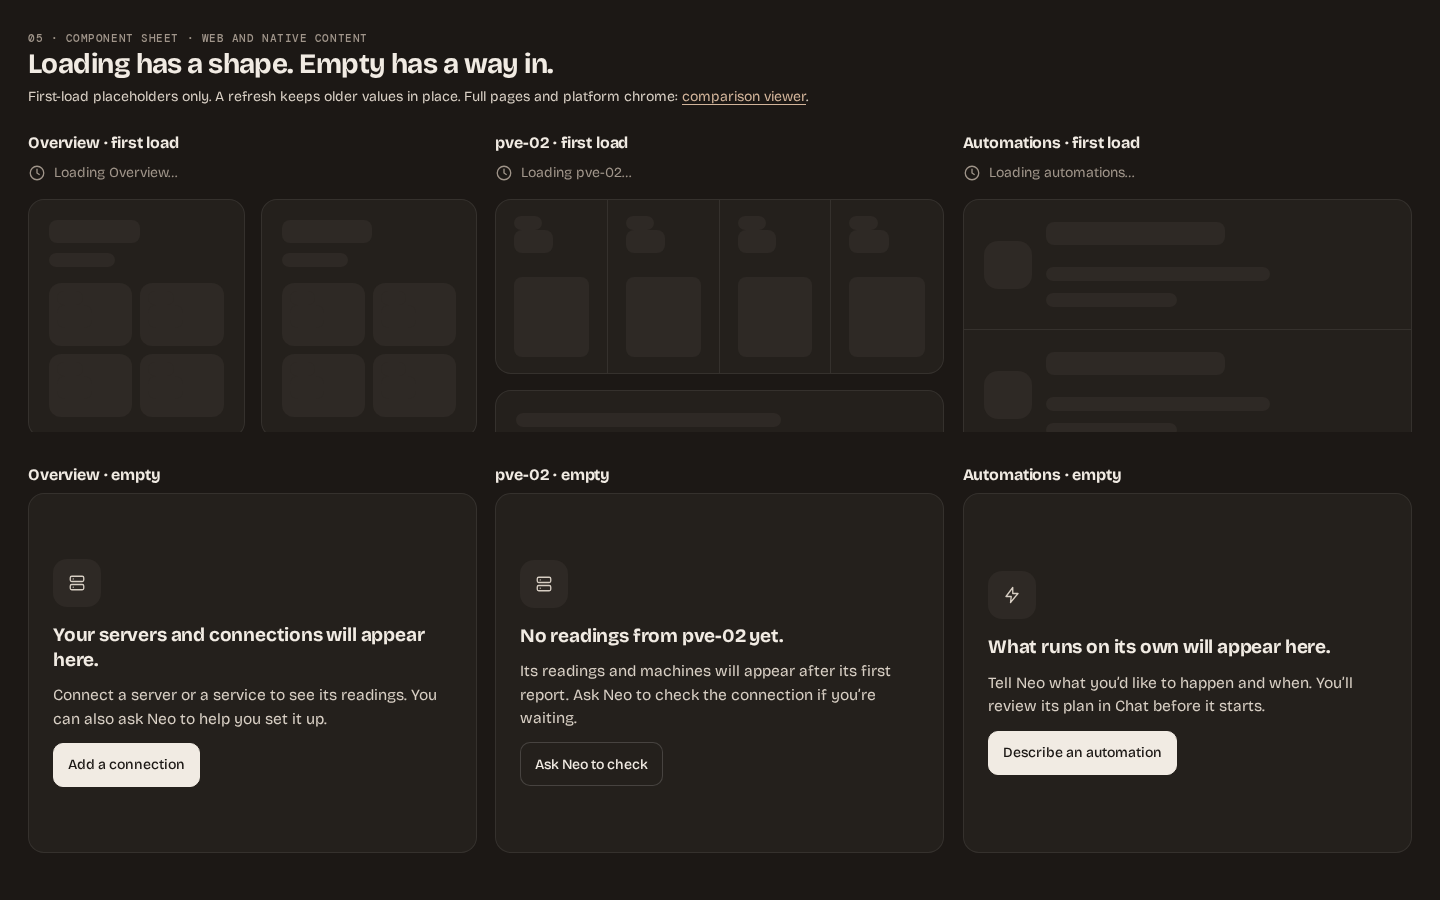 05 · COMPONENT SHEET · WEB AND NATIVE CONTENT
Loading has a shape. Empty has a way in.
First-load placeholders only. A refresh keeps older values in place. Full pages and platform chrome: comparison viewer.
Overview · first load
Loading Overview…
pve-02 · first load
Loading pve-02…
Automations · first load
Loading automations…
Overview · empty
Your servers and connections will appear
here.
Connect a server or a service to see its readings. You
can also ask Neo to help you set it up.
Add a connection
pve-02 · empty
No readings from pve-02 yet.
Its readings and machines will appear after its first
report. Ask Neo to check the connection if you’re
waiting.
Ask Neo to check
Automations · empty
What runs on its own will appear here.
Tell Neo what you’d like to happen and when. You’ll
review its plan in Chat before it starts.
Describe an automation